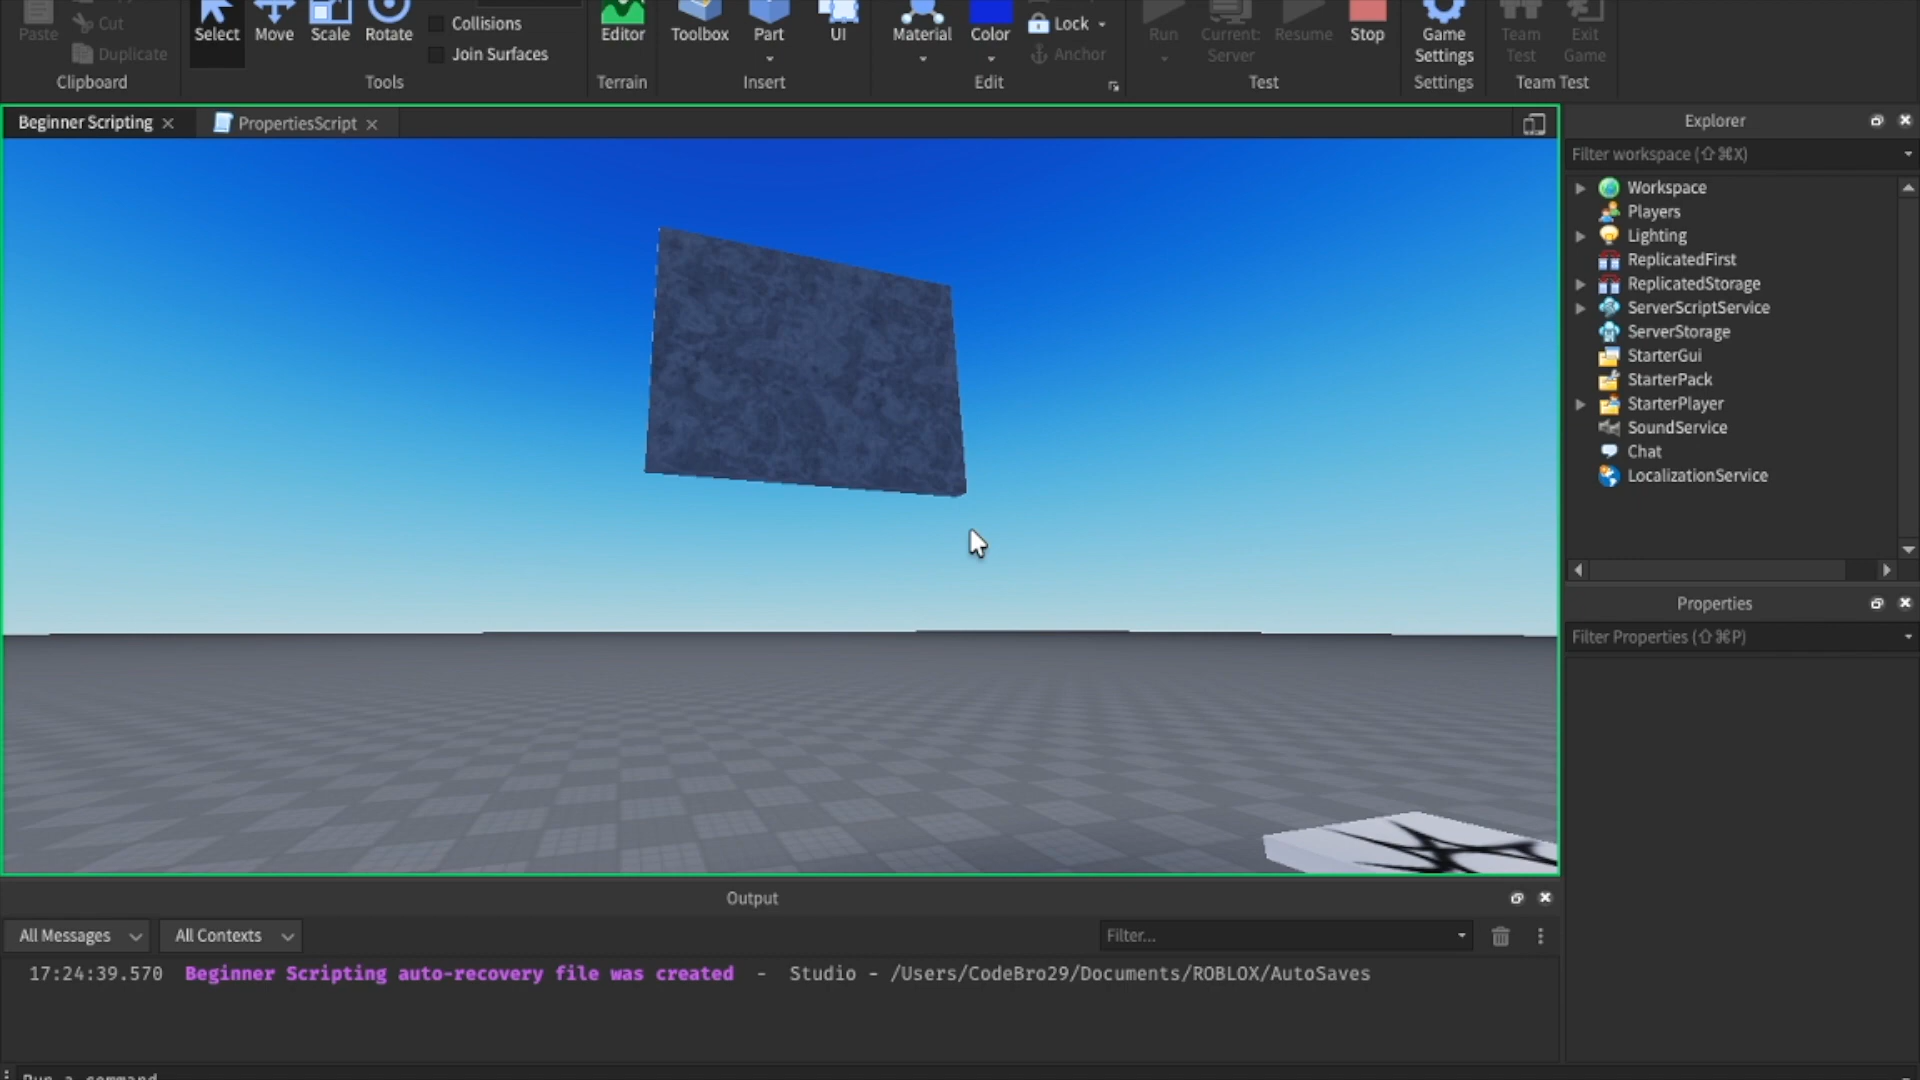 Paste
Cut
Duplicate
Clipboard
Select
Move
Scale
Rotate
Collisions
Join Surfaces
Tools
Editor
Terrain
Toolbox
Part
UI
Insert
Material
Color
Lock
Anchor
Edit
Run
Current:
Server
Resume
Stop
Test
Game
Settings
Settings
Team
Test
Exit
Game
Team Test
Beginner Scripting
PropertiesScript
Explorer
Filter workspace (⇧⌘X)
Workspace
Players
Lighting
ReplicatedFirst
ReplicatedStorage
ServerScriptService
ServerStorage
StarterGui
StarterPack
StarterPlayer
SoundService
Chat
LocalizationService
Properties
Filter Properties (⇧⌘P)
Output
All Messages
All Contexts
Filter...
17:24:39.570 Beginner Scripting auto-recovery file was created - Studio - /Users/CodeBro29/Documents/ROBLOX/AutoSaves
Run a command